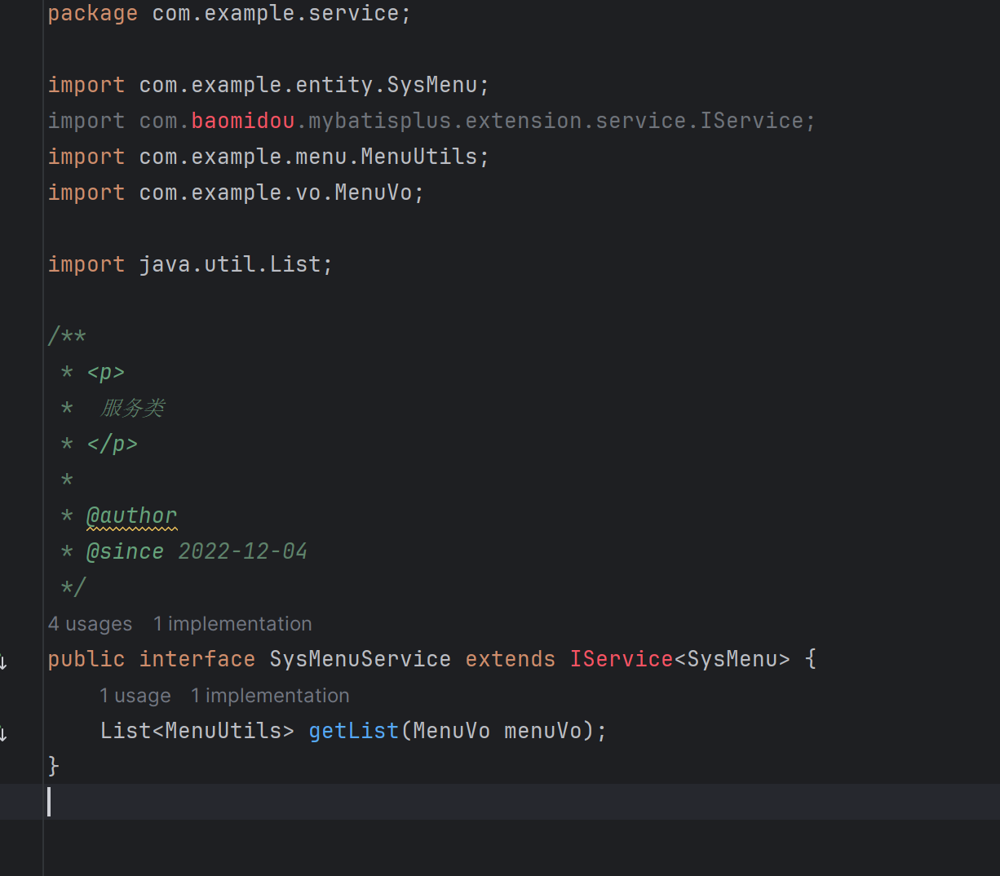 package com.example.service;
import com.example.entity.SysMenu;
import com.baomidou.mybatisplus.extension.service.IService;
import com.example.menu.MenuUtils;
import com.example.vo.MenuVo;
import java.util.List;
/**
 * <p>
 *  服务类
 * </p>
 *
 * @author
 * @since 2022-12-04
 */
4 usages   1 implementation
public interface SysMenuService extends IService<SysMenu> {
    1 usage   1 implementation
    List<MenuUtils> getList(MenuVo menuVo);
}